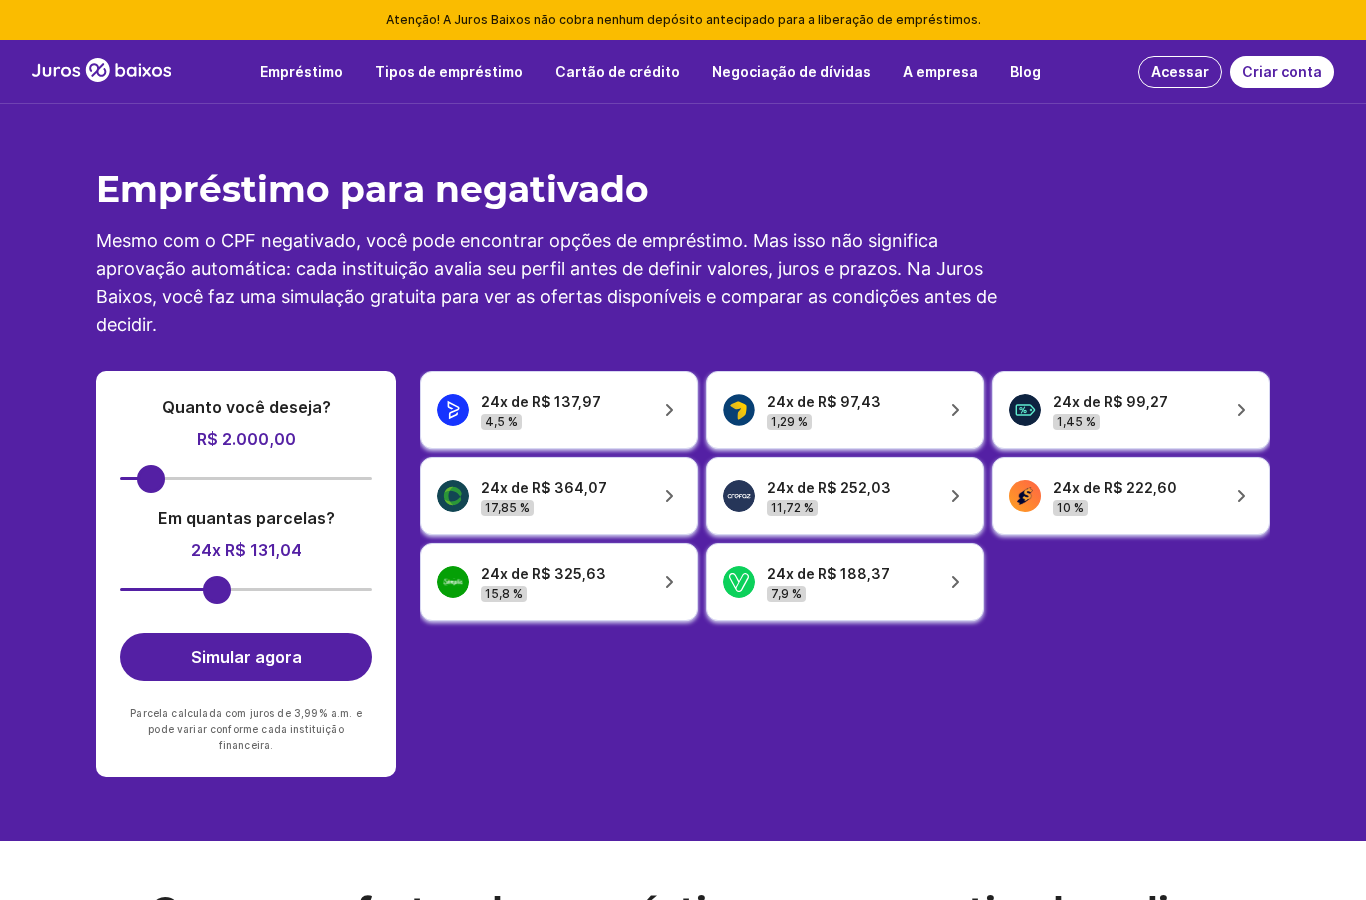 Atenção! A Juros Baixos não cobra nenhum depósito antecipado para a liberação de empréstimos.
Juros baixos
Empréstimo
Tipos de empréstimo
Cartão de crédito
Negociação de dívidas
A empresa
Blog
Acessar
Criar conta
Empréstimo para negativado
Mesmo com o CPF negativado, você pode encontrar opções de empréstimo. Mas isso não significa
aprovação automática: cada instituição avalia seu perfil antes de definir valores, juros e prazos. Na Juros
Baixos, você faz uma simulação gratuita para ver as ofertas disponíveis e comparar as condições antes de
decidir.
Quanto você deseja?
R$ 2.000,00
Em quantas parcelas?
24x R$ 131,04
Simular agora
Parcela calculada com juros de 3,99% a.m. e
pode variar conforme cada instituição
financeira.
24x de R$ 137,97
4,5 %
24x de R$ 97,43
1,29 %
%
24x de R$ 99,27
1,45 %
24x de R$ 364,07
17,85 %
crefaz
24x de R$ 252,03
11,72 %
24x de R$ 222,60
10 %
24x de R$ 325,63
15,8 %
24x de R$ 188,37
7,9 %